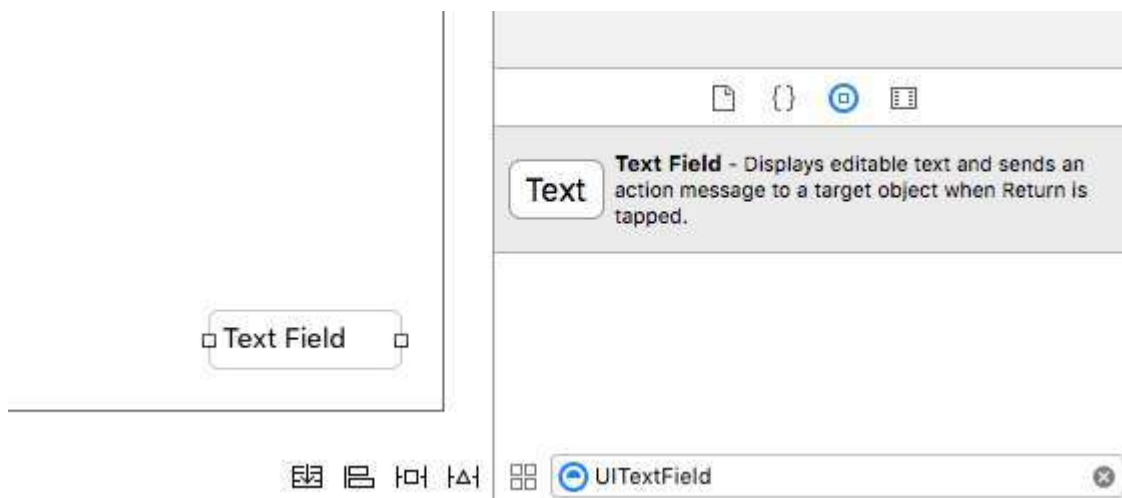 Text
Text Field - Displays editable text and sends an
action message to a target object when Return is
tapped.
Text Field
UITextField